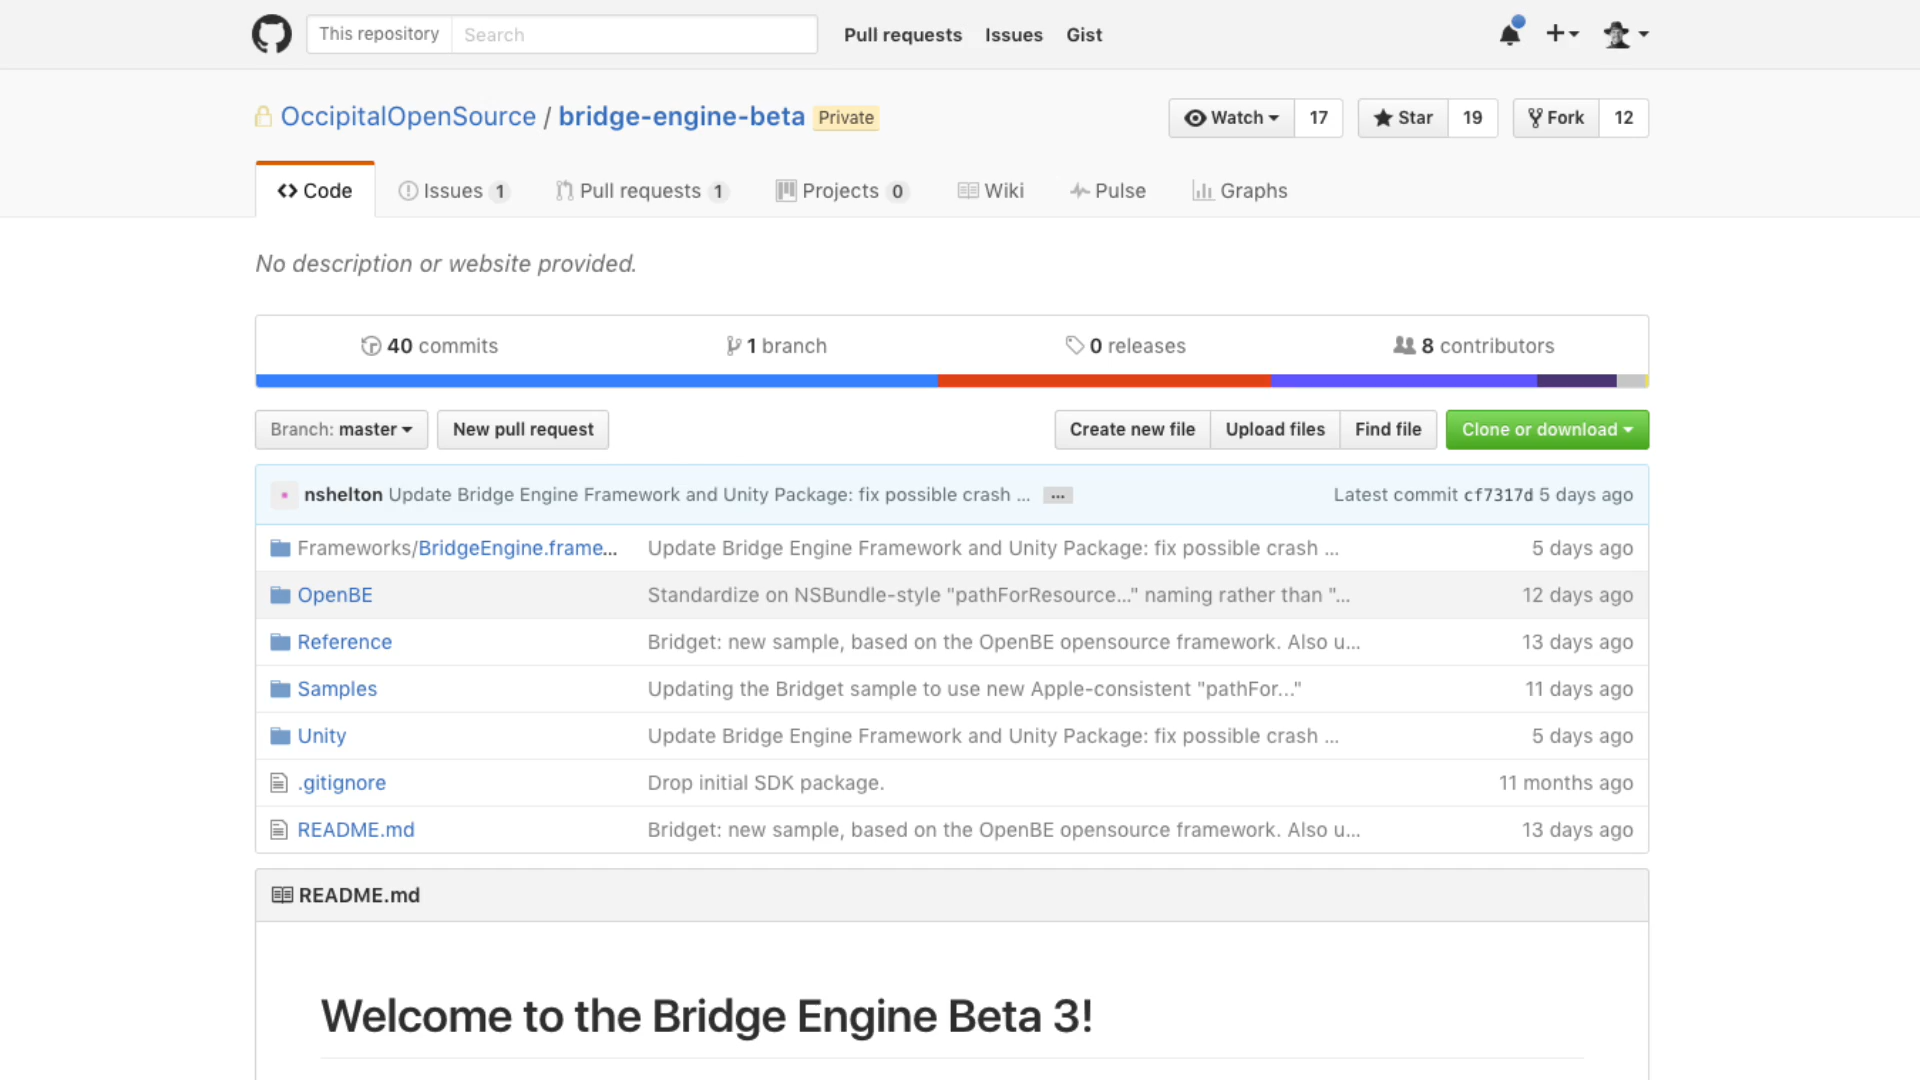 This repository Search Pull requests Issues Gist
OccipitalOpenSource / bridge-engine-beta Private Watch 17 Star 19 Fork 12
Code Issues 1 Pull requests 1 Projects 0 Wiki Pulse Graphs
No description or website provided.
40 commits 1 branch 0 releases 8 contributors
Branch: master New pull request Create new file Upload files Find file Clone or download
nshelton Update Bridge Engine Framework and Unity Package: fix possible crash ... ... Latest commit cf7317d 5 days ago
Frameworks/BridgeEngine.frame... Update Bridge Engine Framework and Unity Package: fix possible crash ... 5 days ago
OpenBE Standardize on NSBundle-style "pathForResource..." naming rather than "... 12 days ago
Reference Bridget: new sample, based on the OpenBE opensource framework. Also u... 13 days ago
Samples Updating the Bridget sample to use new Apple-consistent "pathFor..." 11 days ago
Unity Update Bridge Engine Framework and Unity Package: fix possible crash ... 5 days ago
.gitignore Drop initial SDK package. 11 months ago
README.md Bridget: new sample, based on the OpenBE opensource framework. Also u... 13 days ago
README.md
Welcome to the Bridge Engine Beta 3!